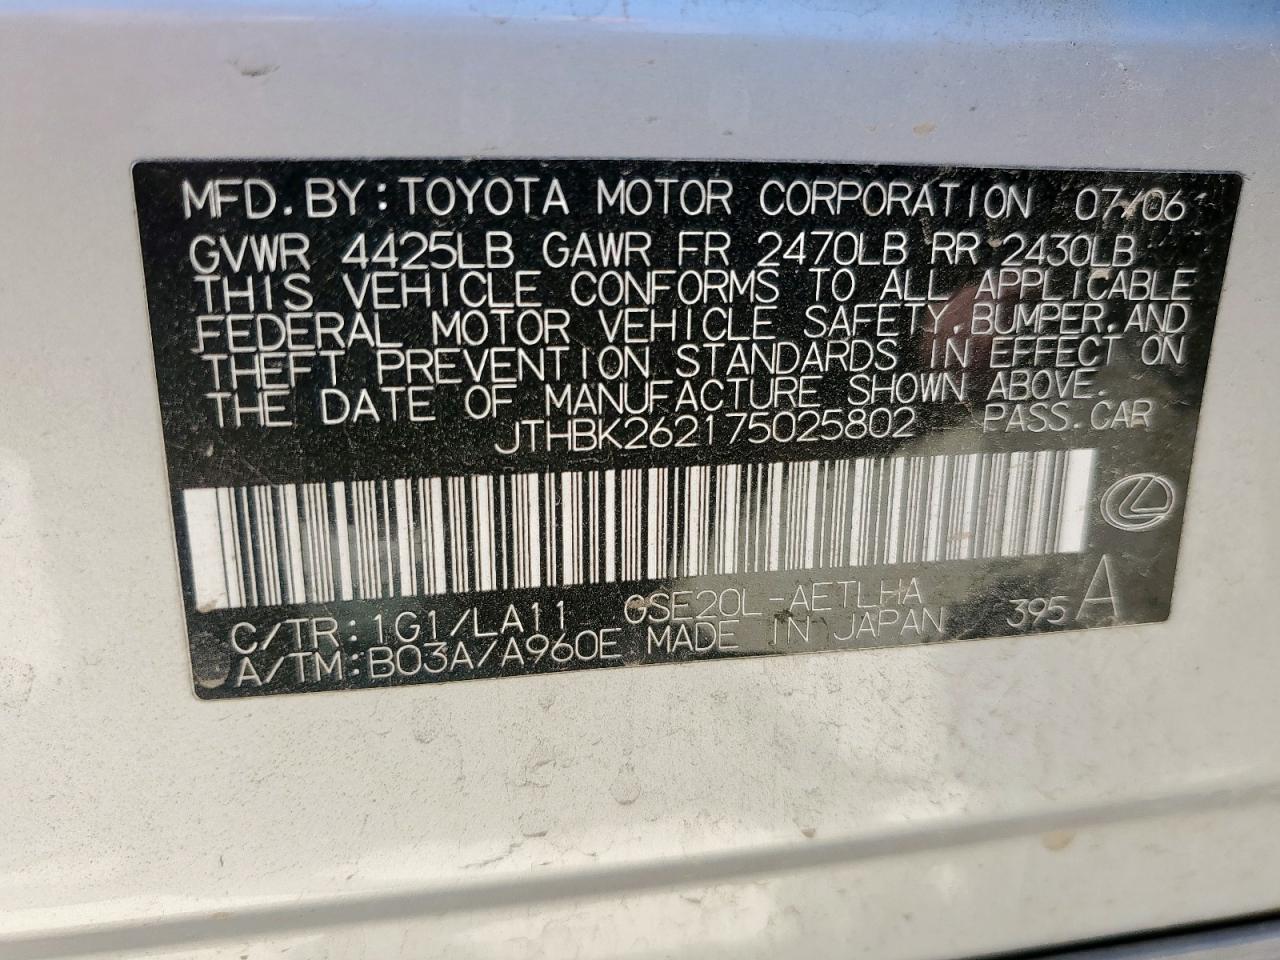 MFD. BY: TOYOTA MOTOR CORPORATION 07/06
GVWR 4425LB GAWR FR 2470LB RR 2430LB
THIS VEHICLE CONFORMS TO ALL APPLICABLE
FEDERAL MOTOR VEHICLE SAFETY, BUMPER, AND
THEFT PREVENTION STANDARDS IN EFFECT ON
THE DATE OF MANUFACTURE SHOWN ABOVE.
JTHBK262175025802 PASS. CAR
C/TR: 1G1/LA11 GSE20L-AETLHA
A/TM: B03A/A960E MADE IN JAPAN 395 A